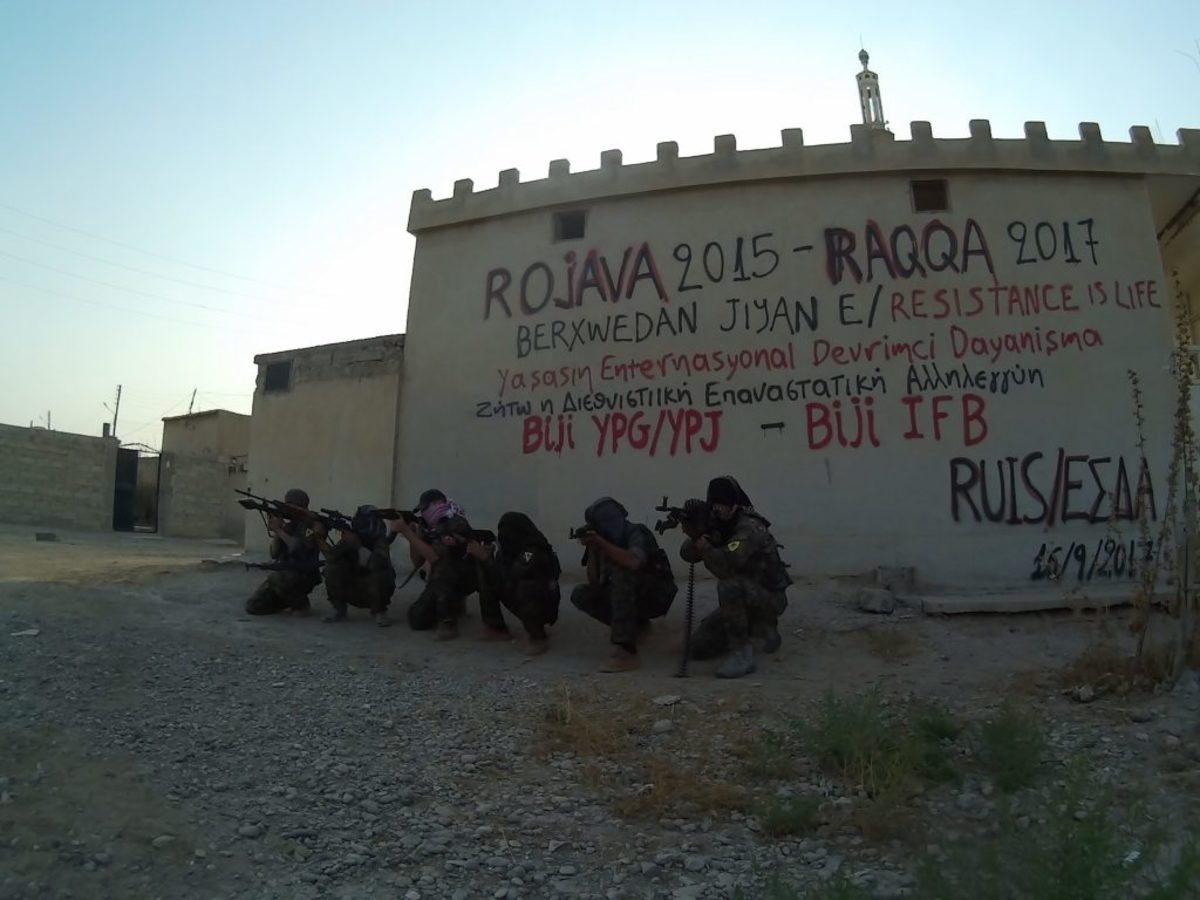 ROJAVA 2015 - RAQQA 2017
BERXWEDAN JIYAN E / RESISTANCE IS LIFE
Yaşasın Enternasyonal Devrimci Dayanışma
Ζήτω η Διεθνιστιική Επαναστατική Αλληλεγγύη
BiJi YPG/YPJ - BiJi IFB
RUIS/ΕΣΔΑ
16/9/2017